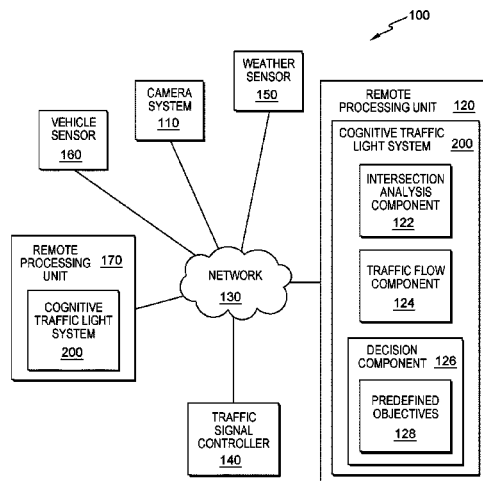 100
WEATHER
SENSOR
150
CAMERA
SYSTEM
110
VEHICLE
SENSOR
160
REMOTE
PROCESSING UNIT 120
COGNITIVE TRAFFIC 200
LIGHT SYSTEM
INTERSECTION
ANALYSIS
COMPONENT
122
TRAFFIC FLOW
COMPONENT
124
DECISION
COMPONENT 126
PREDEFINED
OBJECTIVES
128
REMOTE 170
PROCESSING
UNIT
COGNITIVE
TRAFFIC LIGHT
SYSTEM
200
NETWORK
130
TRAFFIC
SIGNAL
CONTROLLER
140